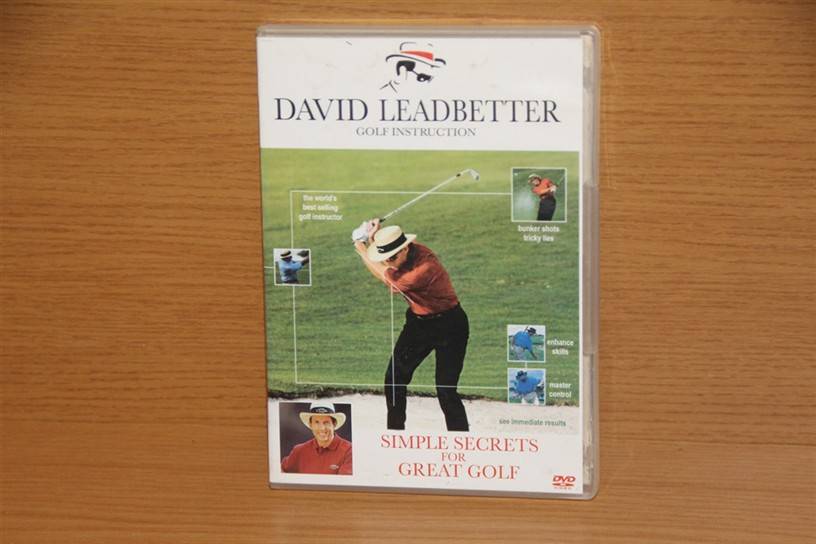 DAVID LEADBETTER
GOLF INSTRUCTION
the world's
best selling
golf instructor
bunker shots
tricky lies
enhance
skills
master
control
see immediate results
SIMPLE SECRETS
FOR
GREAT GOLF
DVD